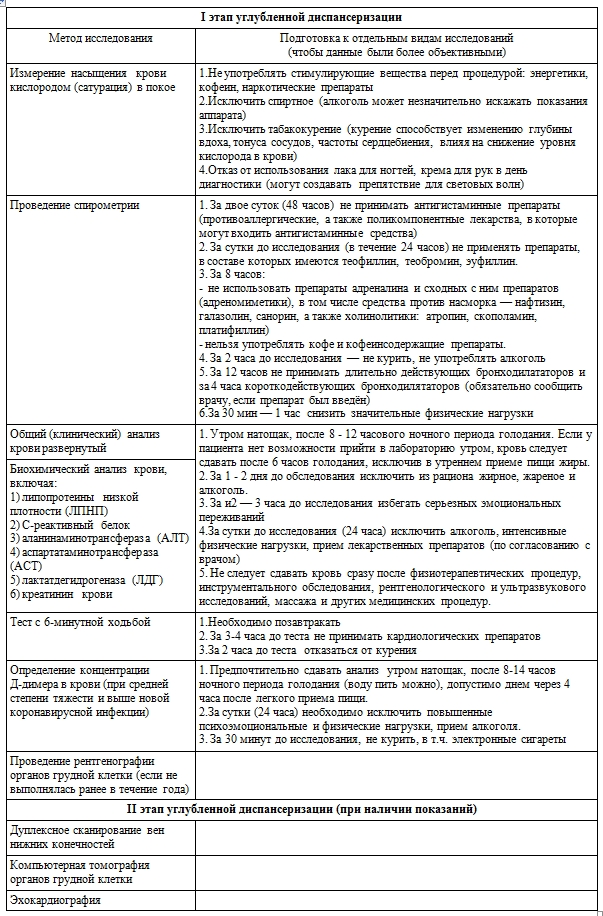 I этап углубленной диспансеризации
Метод исследования
Подготовка к отдельным видам исследований
(чтобы данные были более объективными)
Измерение насыщения крови
кислородом (сатурация) в покое
1.Не употреблять стимулирующие вещества перед процедурой: энергетики,
кофеин, наркотические препараты
2.Исключить спиртное (алкоголь может незначительно искажать показания
аппарата)
3.Исключить табакокурение (курение способствует изменению глубины
вдоха, тонуса сосудов, частоты сердцебиения, влияя на снижение уровня
кислорода в крови)
4.Отказ от использования лака для ногтей, крема для рук в день
диагностики (могут создавать препятствие для световых волн)
Проведение спирометрии
1. За двое суток (48 часов) не принимать антигистаминные препараты
(противоаллергические, а также поликомпонентные лекарства, в которые
могут входить антигистаминные средства)
2. За сутки до исследования (в течение 24 часов) не применять препараты,
в составе которых имеются теофиллин, теобромин, эуфиллин.
3. За 8 часов:
- не использовать препараты адреналина и сходных с ним препаратов
(адреномиметики), в том числе средства против насморка — нафтизин,
галазолин, санорин, а также холинолитики: атропин, скополамин,
платифиллин)
- нельзя употреблять кофе и кофеинсодержащие препараты.
4. За 2 часа до исследования — не курить, не употреблять алкоголь
5. За 12 часов не принимать длительно действующих бронходилататоров и
за 4 часа короткодействующих бронходилятаторов (обязательно сообщить
врачу, если препарат был введён)
6.За 30 мин — 1 час снизить значительные физические нагрузки
Общий (клинический) анализ
крови развернутый
Биохимический анализ крови,
включая:
1) липопротеины низкой
плотности (ЛПНП)
2) С-реактивный белок
3) аланинаминотрансфераза (АЛТ)
4) аспартатаминотрансфераза
(АСТ)
5) лактатдегидрогеназа (ЛДГ)
6) креатинин крови
1. Утром натощак, после 8 - 12 часового ночного периода голодания. Если у
пациента нет возможности прийти в лабораторию утром, кровь следует
сдавать после 6 часов голодания, исключив в утреннем приеме пищи жиры.
2. За 1 - 2 дня до обследования исключить из рациона жирное, жареное и
алкоголь.
3. За и2 — 3 часа до исследования избегать серьезных эмоциональных
переживаний
4.За сутки до исследования (24 часа) исключить алкоголь, интенсивные
физические нагрузки, прием лекарственных препаратов (по согласованию с
врачом)
5. Не следует сдавать кровь сразу после физиотерапевтических процедур,
инструментального обследования, рентгенологического и ультразвукового
исследований, массажа и других медицинских процедур.
Тест с 6-минутной ходьбой
1.Необходимо позавтракать
2. За 3-4 часа до теста не принимать кардиологических препаратов
3.За 2 часа до теста отказаться от курения
Определение концентрации
Д-димера в крови (при средней
степени тяжести и выше новой
коронавирусной инфекции)
1. Предпочтительно сдавать анализ утром натощак, после 8-14 часов
ночного периода голодания (воду пить можно), допустимо днем через 4
часа после легкого приема пищи.
2.За сутки (24 часа) необходимо исключить повышенные
психоэмоциональные и физические нагрузки, прием алкоголя.
3. За 30 минут до исследования, не курить, в т.ч. электронные сигареты
Проведение рентгенографии
органов грудной клетки (если не
выполнялась ранее в течение года)
II этап углубленной диспансеризации (при наличии показаний)
Дуплексное сканирование вен
нижних конечностей
Компьютерная томография
органов грудной клетки
Эхокардиография